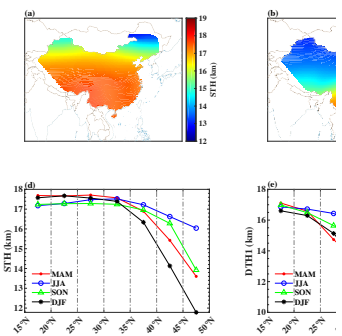 (a)
19
18
17
16
15
14
13
12
STH (km)
(b)
(d)
18
17
16
15
14
13
12
STH (km)
MAM
JJA
SON
DJF
15°N
20°N
25°N
30°N
35°N
40°N
45°N
50°N
(e)
18
16
14
12
10
DTH1 (km)
MAM
JJA
SON
DJF
15°N
20°N
25°N
30°N
35°N